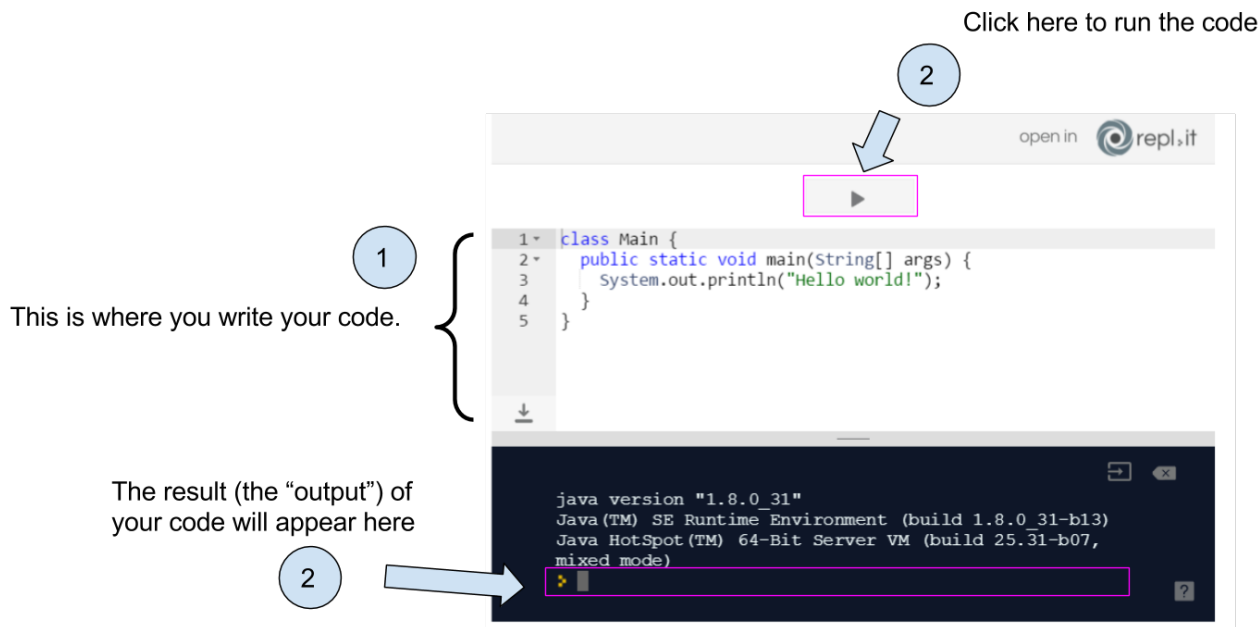 Click here to run the code
2
open in repl.it
1
This is where you write your code.
1
2
3
4
5
class Main {
  public static void main(String[] args) {
    System.out.println("Hello world!");
  }
}
The result (the “output”) of
your code will appear here
2
java version "1.8.0_31"
Java(TM) SE Runtime Environment (build 1.8.0_31-b13)
Java HotSpot(TM) 64-Bit Server VM (build 25.31-b07,
mixed mode)
>
?